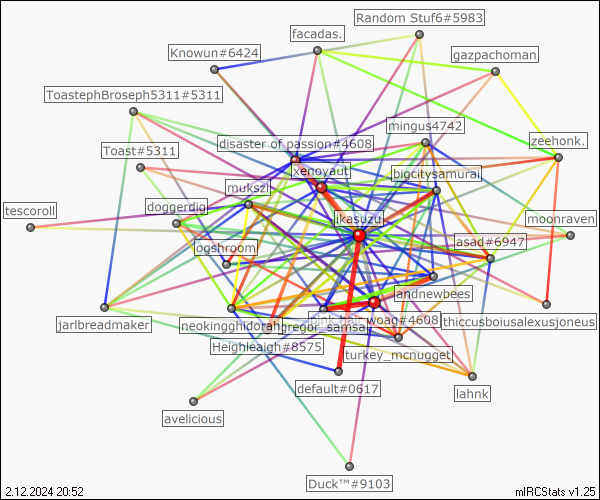 Random Stuf6#5983
facadas.
Knowun#6424
gazpachoman
ToastephBroseph5311#5311
mingus4742
disaster of passion#4608
zeehonk.
Toast#5311
xenoyaut
bigcitysamurai
mukszi
doggerdig
tescoroll
ikasuzu
moonraven
ogshroom
asad#6947
landnewbees
jarlbreadmaker
neokingghidorah
gregor_samsa
woag#4608
thiccusboiusalexusjoneus
Heighleaigh#8575
turkey_mcnugget
default#0617
lahnk
avelicious
Duck™#9103
2.12.2024 20:52
mIRCStats v1.25